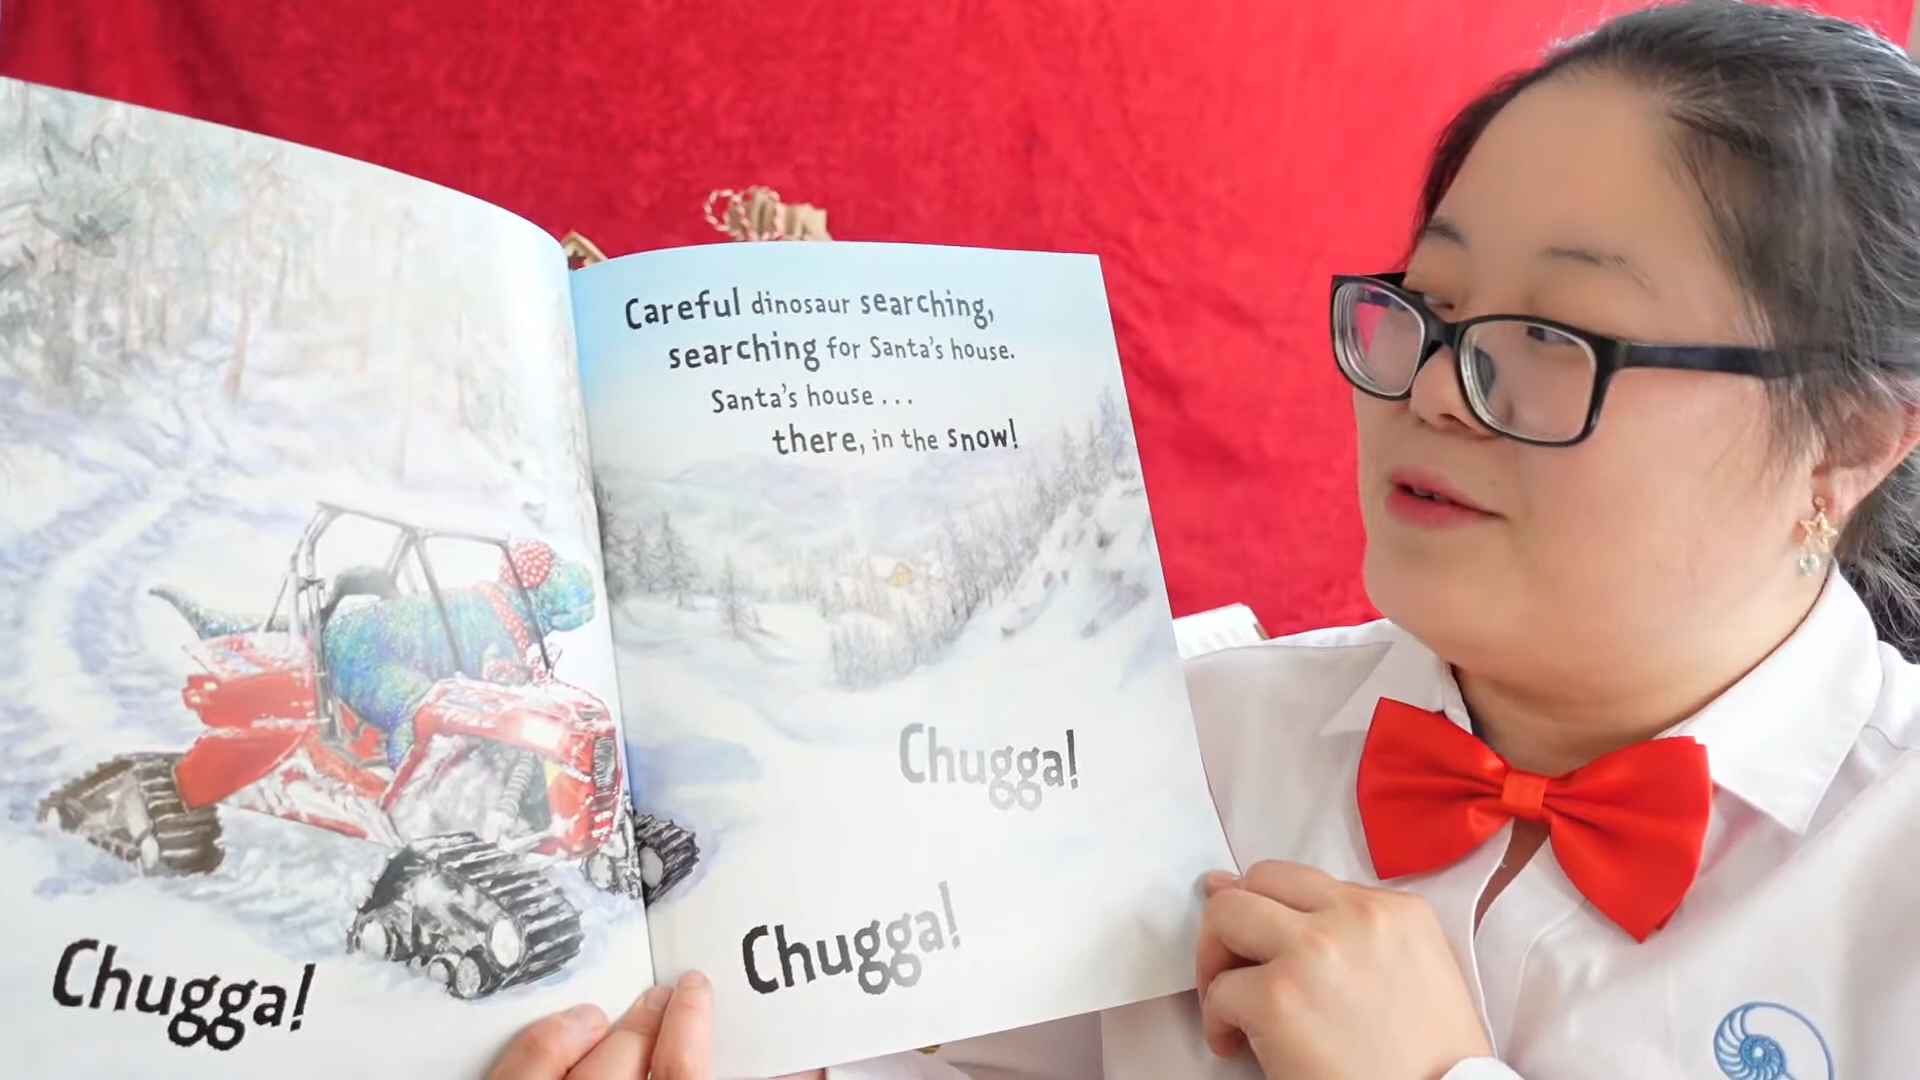 Careful dinosaur searching,
searching for Santa's house.
Santa's house...
there, in the snow!
Chugga!
Chugga!
Chugga!